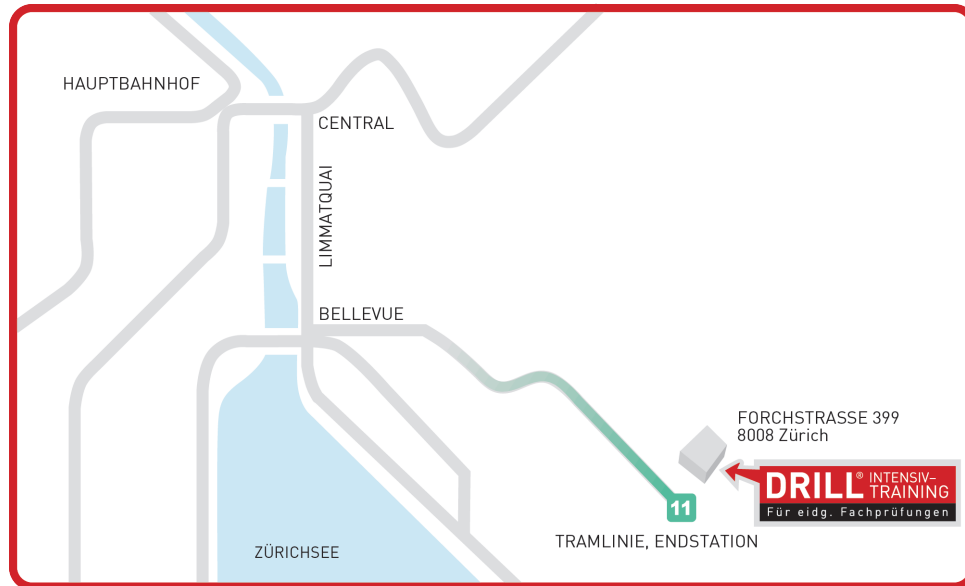 HAUPTBAHNHOF
CENTRAL
LIMMATQUAI
BELLEVUE
FORCHSTRASSE 399
8008 Zürich
DRILL® INTENSIV-
TRAINING
Für eidg. Fachprüfungen
11
TRAMLINIE, ENDSTATION
ZÜRICHSEE